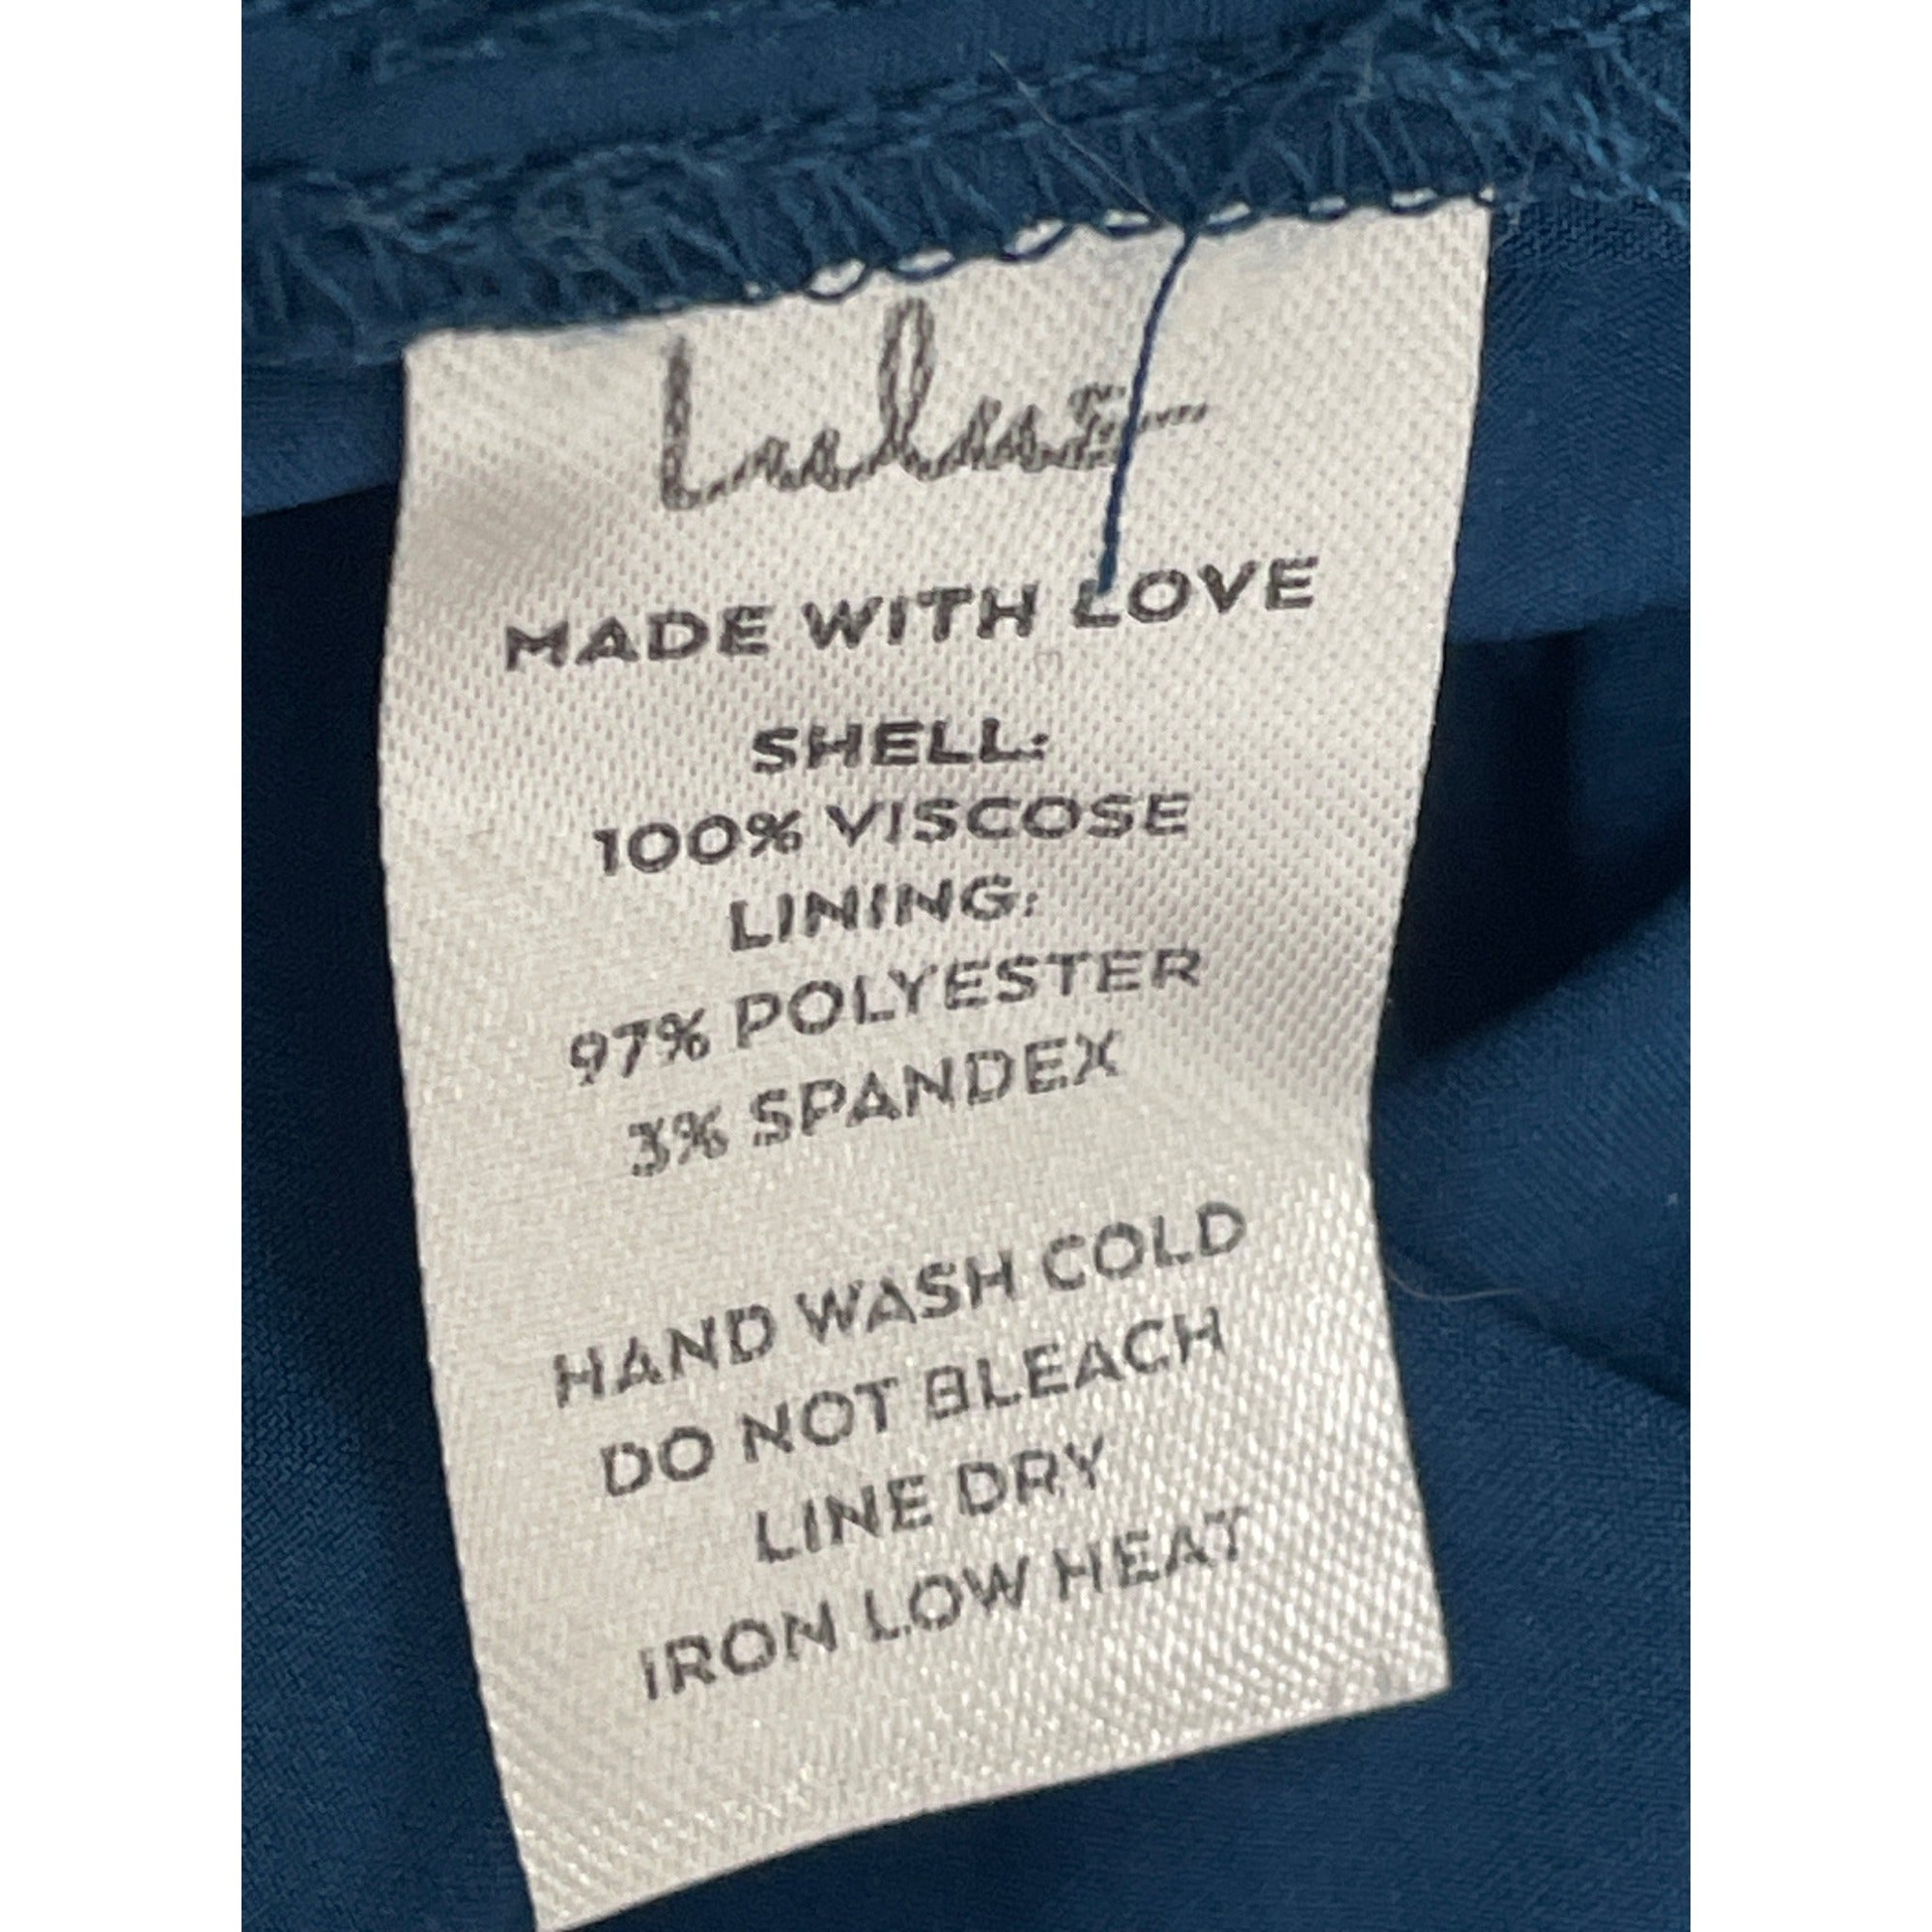 Lulus
MADE WITH LOVE
SHELL:
100% VISCOSE
LINING:
97% POLYESTER
3% SPANDEX
HAND WASH COLD
DO NOT BLEACH
LINE DRY
IRON LOW HEAT